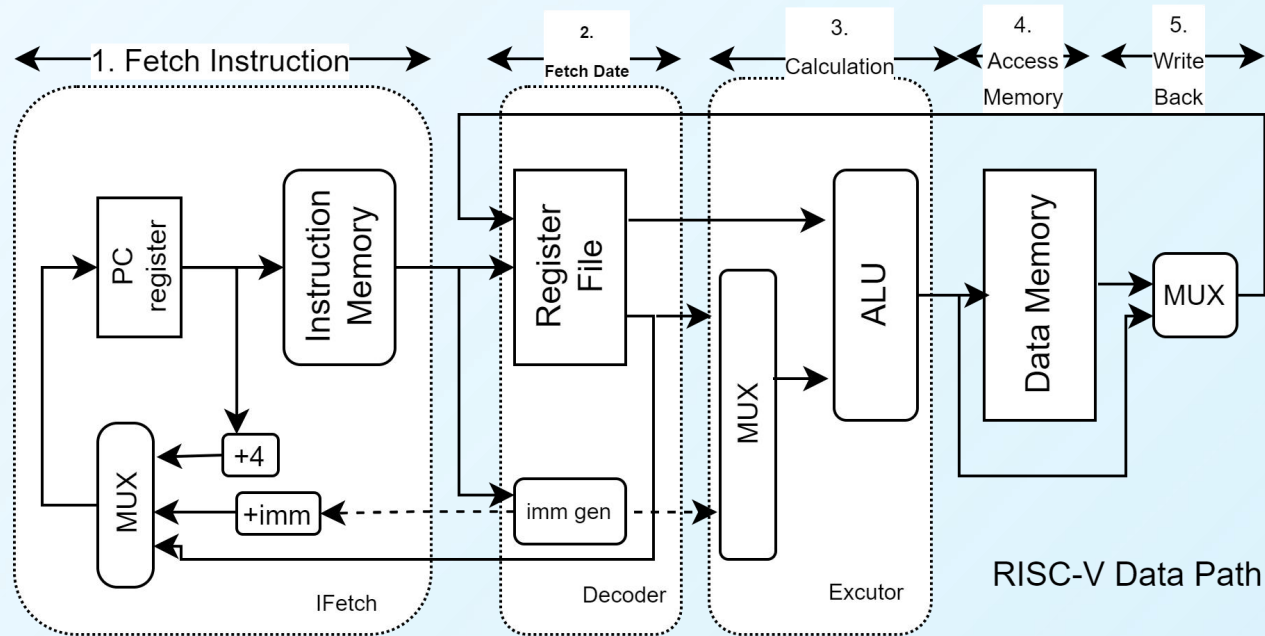 1. Fetch Instruction
2.
Fetch Date
3.
Calculation
4.
Access
Memory
5.
Write
Back
PC
register
Instruction
Memory
+4
+imm
MUX
IFetch
Register
File
imm gen
Decoder
MUX
ALU
Excutor
Data Memory
MUX
RISC-V Data Path